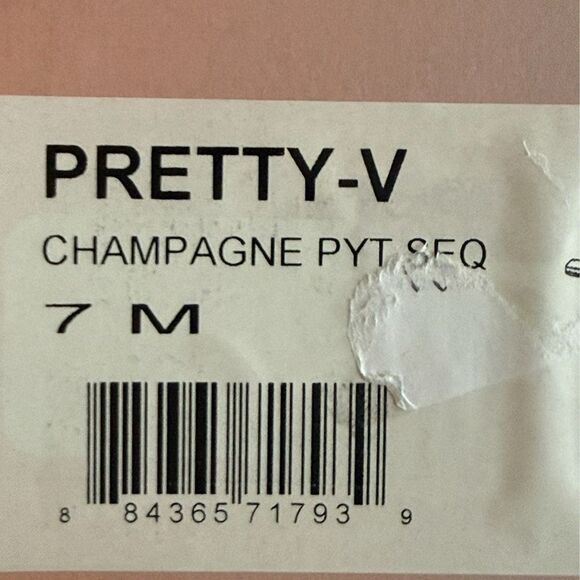 PRETTY-V
CHAMPAGNE PYT SEQ
7 M
8 84365 71793 9